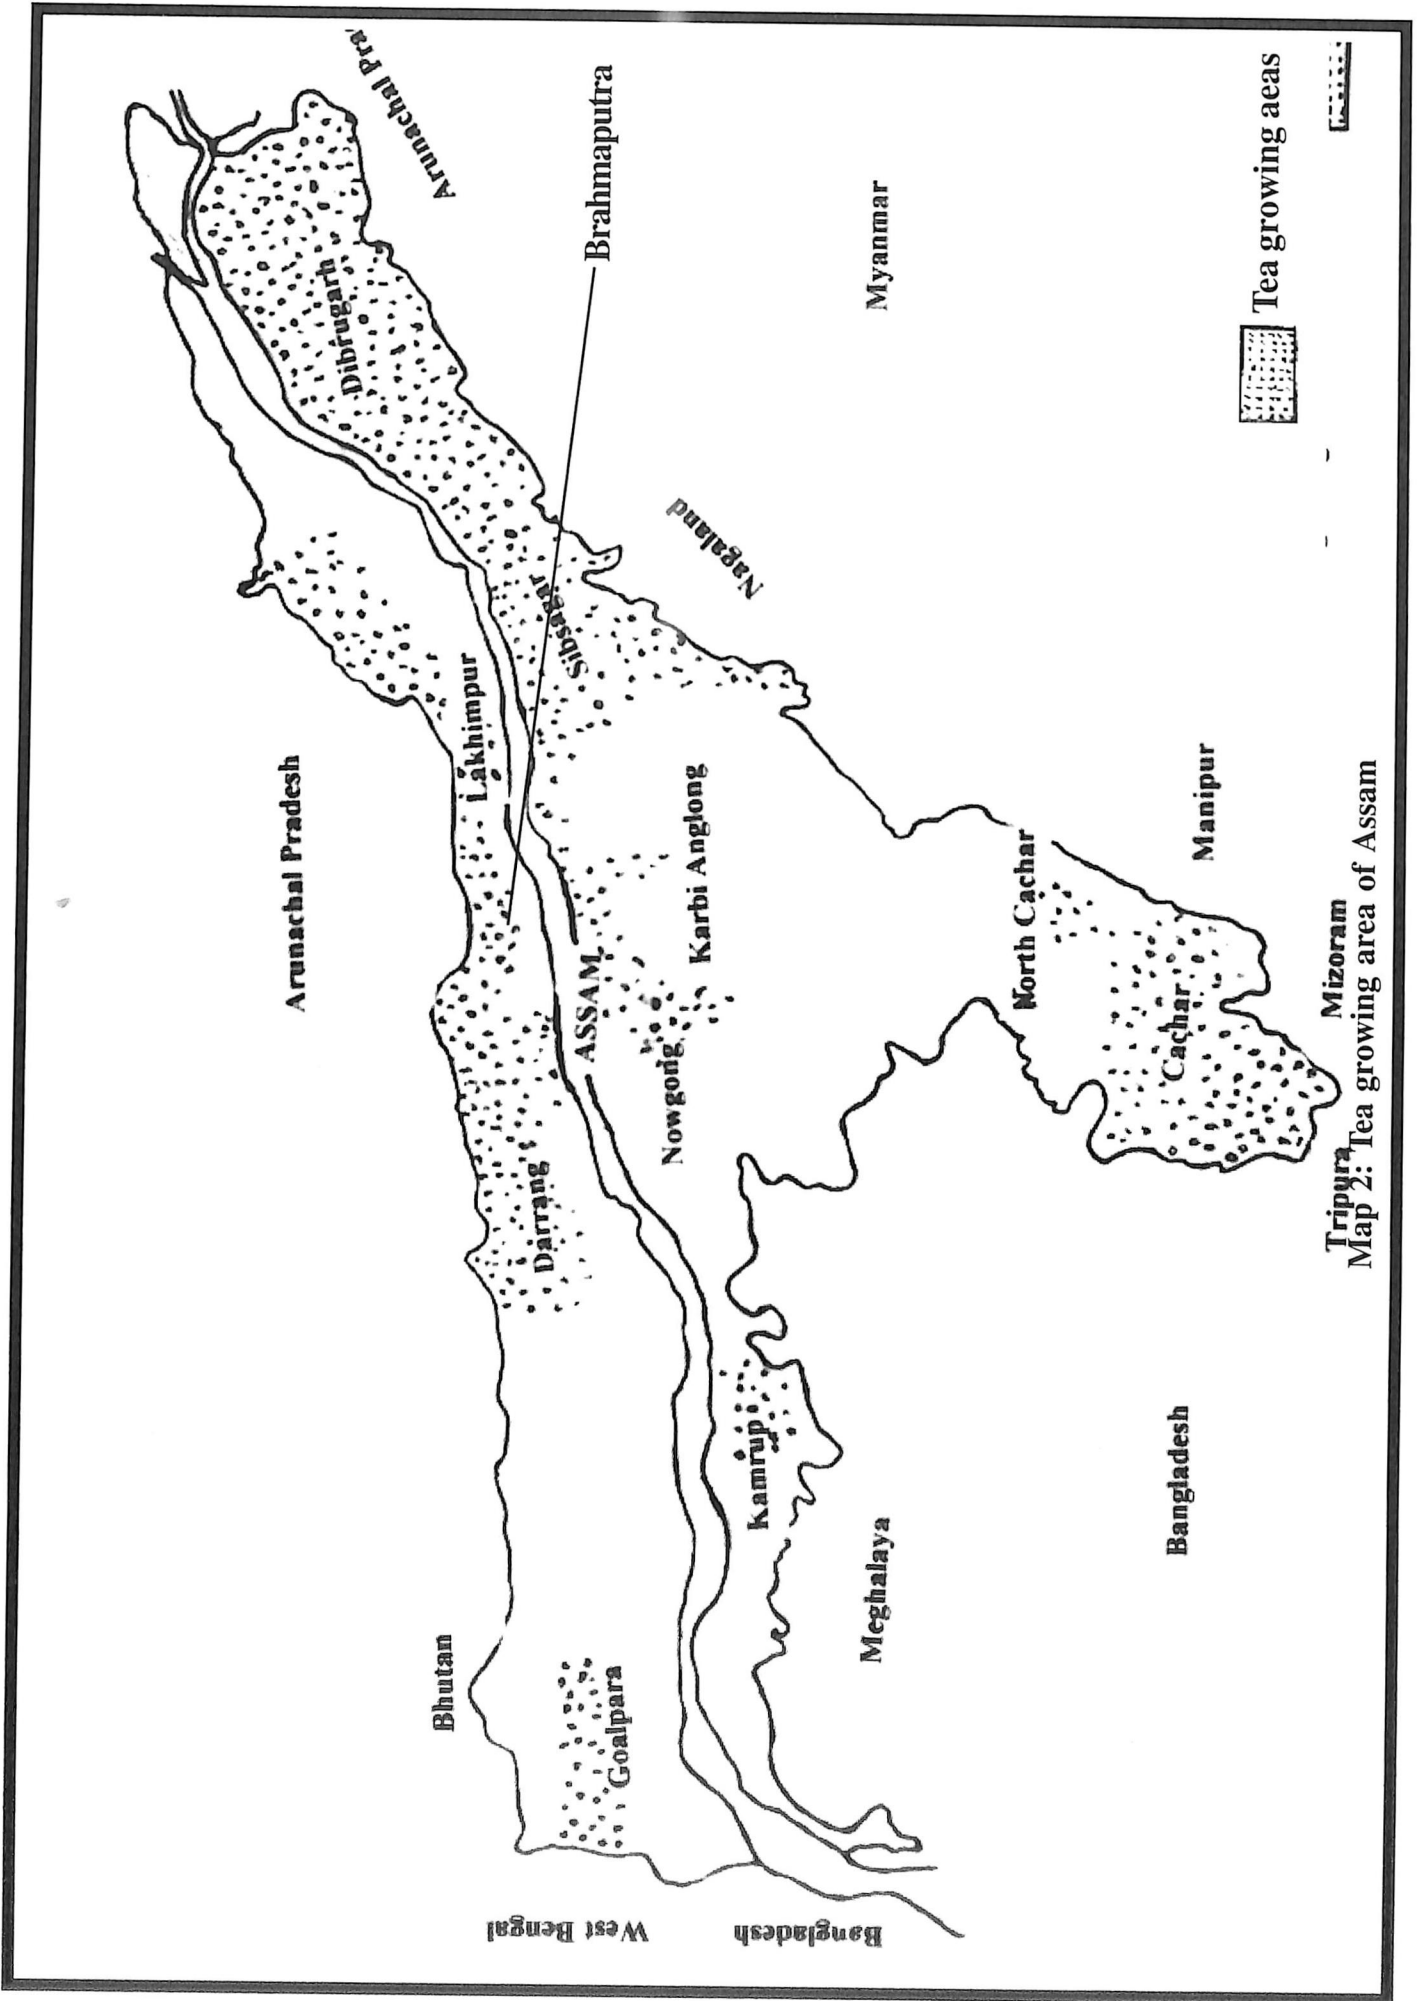 Arunachal Pra
Arunachal Pradesh
Bhutan
Dibrugarh
Brahmaputra
Lakhimpur
Sibsagar
Nagaland
Myanmar
Darrang
ASSAM
Nowgong
Karbi Anglong
Goalpara
Kamrup
West Bengal
Bangladesh
Meghalaya
North Cachar
Manipur
Cachar
Bangladesh
Tea growing aeas
Tripura
Mizoram
Map 2: Tea growing area of Assam